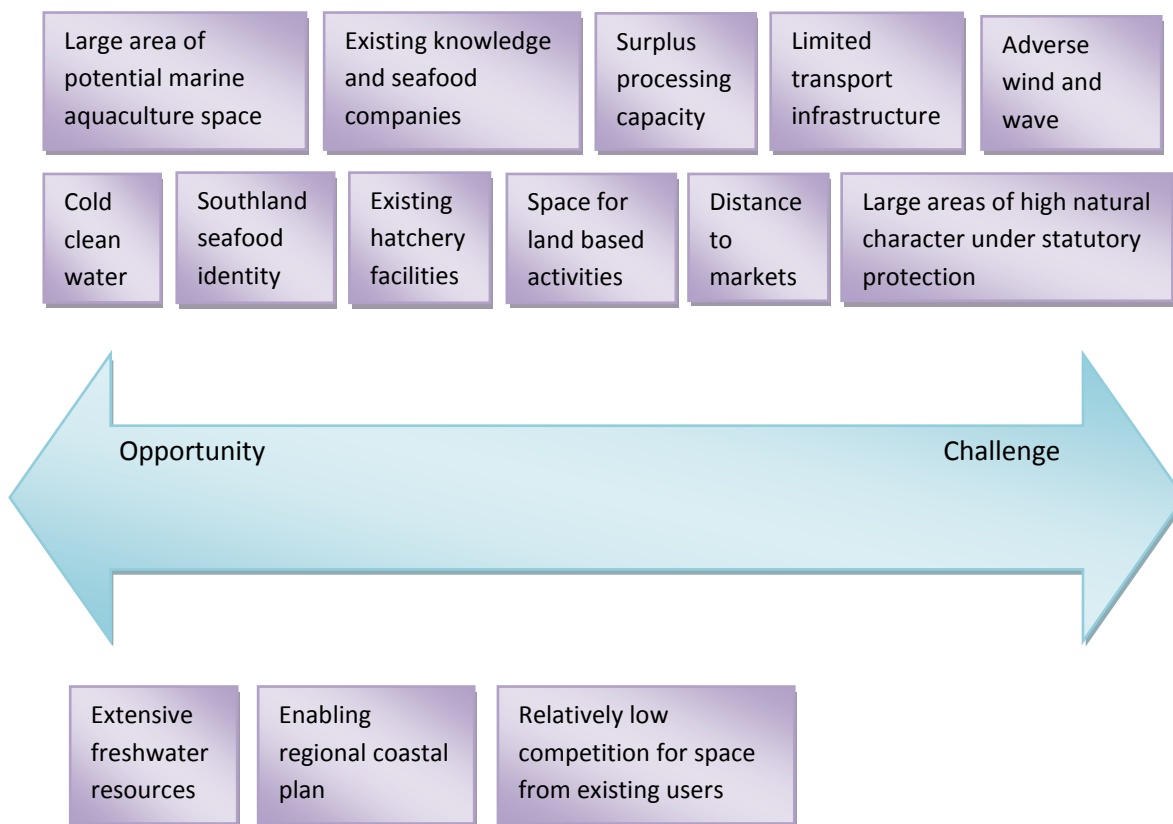 Large area of
potential marine
aquaculture space
Existing knowledge
and seafood
companies
Surplus
processing
capacity
Limited
transport
infrastructure
Adverse
wind and
wave
Cold
clean
water
Southland
seafood
identity
Existing
hatchery
facilities
Space for
land based
activities
Distance
to
markets
Large areas of high natural
character under statutory
protection
Opportunity
Challenge
Extensive
freshwater
resources
Enabling
regional coastal
plan
Relatively low
competition for space
from existing users